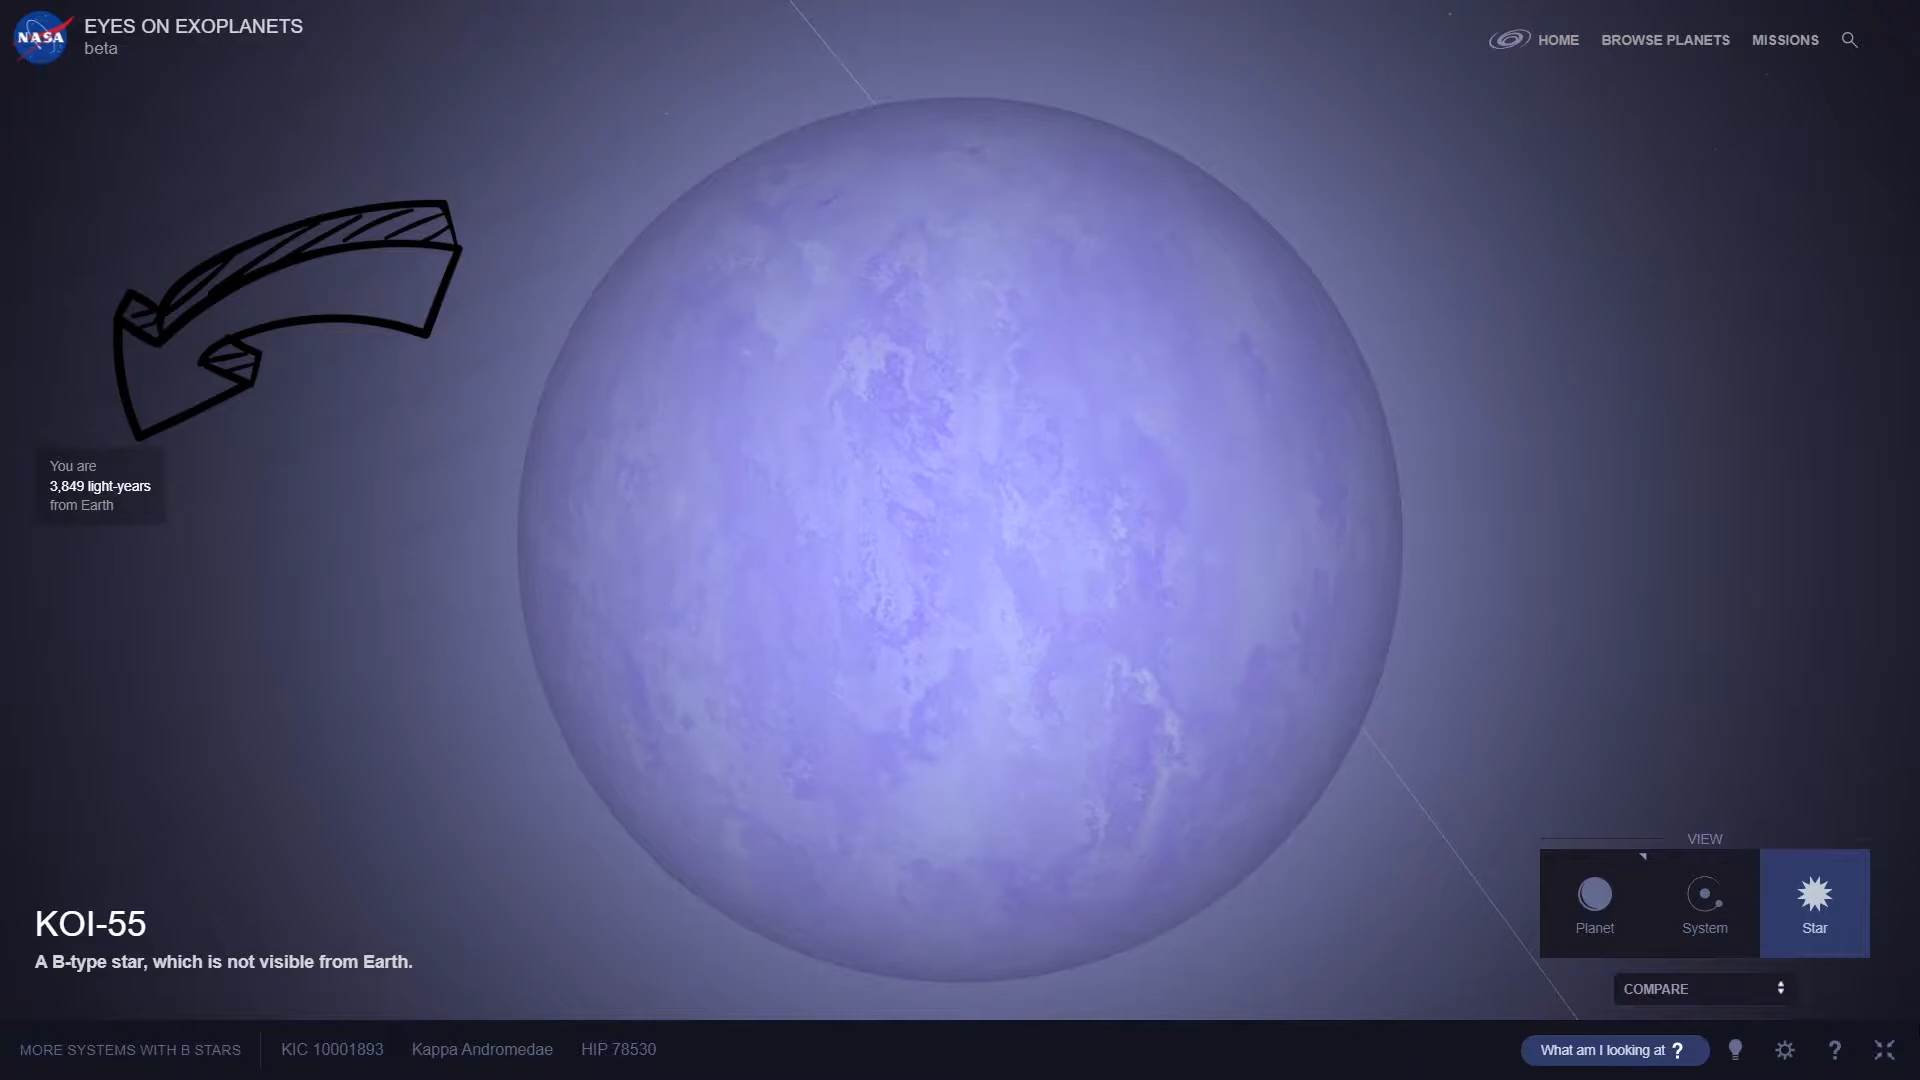 NASA
EYES ON EXOPLANETS
beta
HOME
BROWSE PLANETS
MISSIONS
You are
3,849 light-years
from Earth
KOI-55
A B-type star, which is not visible from Earth.
VIEW
Planet
System
Star
COMPARE
MORE SYSTEMS WITH B STARS
KIC 10001893
Kappa Andromedae
HIP 78530
What am I looking at ?
?